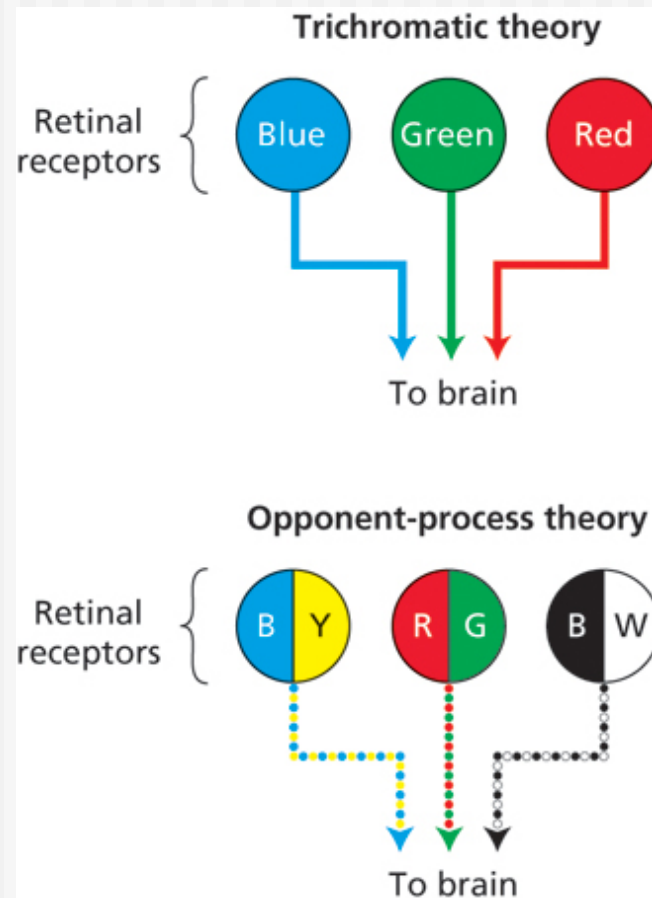 Trichromatic theory
Retinal
receptors
Blue
Green
Red
To brain
Opponent-process theory
Retinal
receptors
B
Y
R
G
B
W
To brain